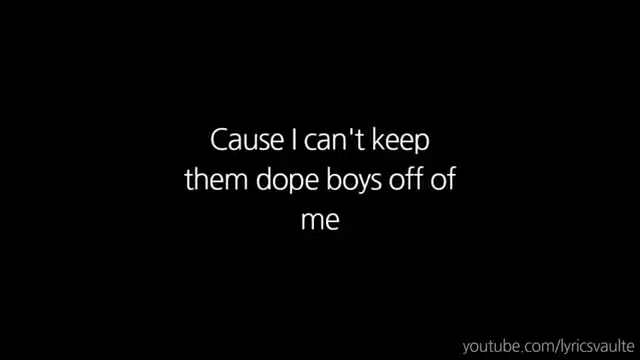 Cause I can't keep
them dope boys off of
me
youtube.com/lyricsvaulte